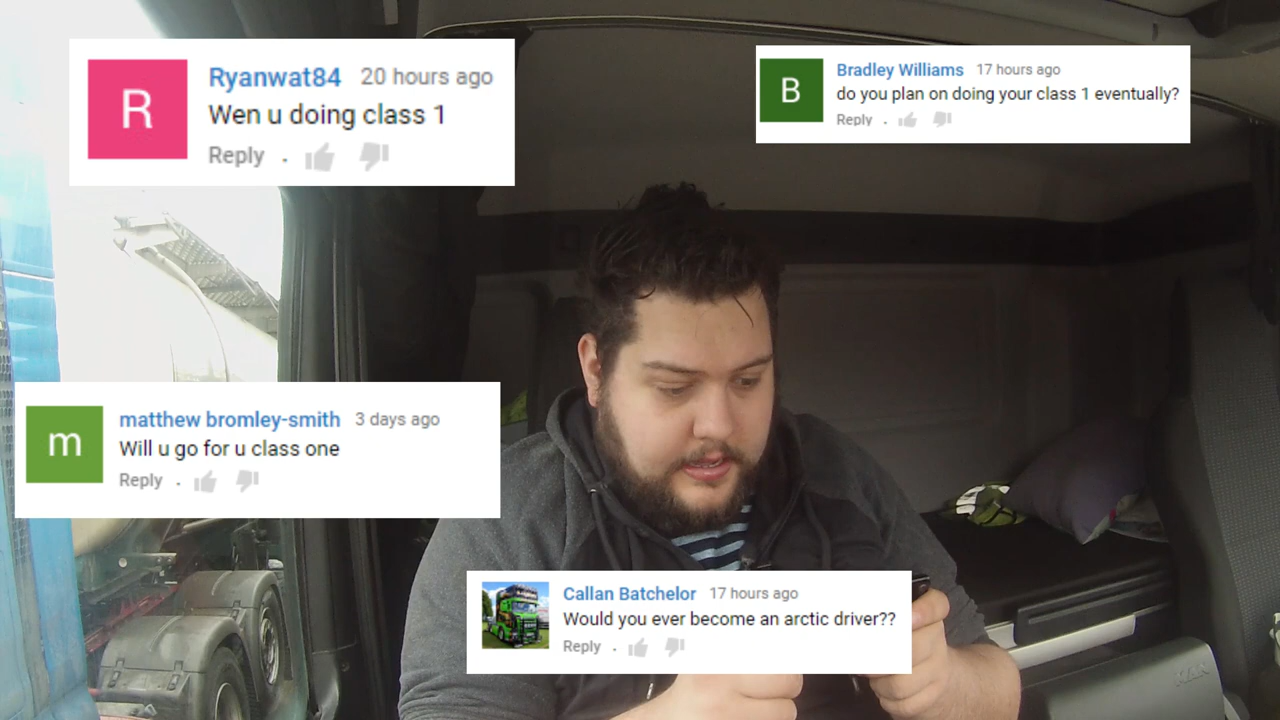 R
Ryanwat84 20 hours ago
Wen u doing class 1
Reply .
B
Bradley Williams 17 hours ago
do you plan on doing your class 1 eventually?
Reply .
m
matthew bromley-smith 3 days ago
Will u go for u class one
Reply .
Callan Batchelor 17 hours ago
Would you ever become an arctic driver??
Reply .
MAN